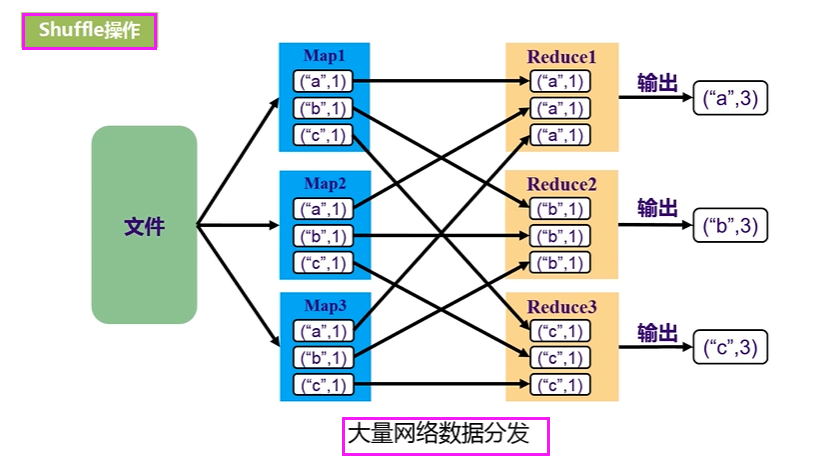 Shuffle操作
文件
Map1
("a",1)
("b",1)
("c",1)
Map2
("a",1)
("b",1)
("c",1)
Map3
("a",1)
("b",1)
("c",1)
Reduce1
("a",1)
("a",1)
("a",1)
Reduce2
("b",1)
("b",1)
("b",1)
Reduce3
("c",1)
("c",1)
("c",1)
输出
("a",3)
输出
("b",3)
输出
("c",3)
大量网络数据分发